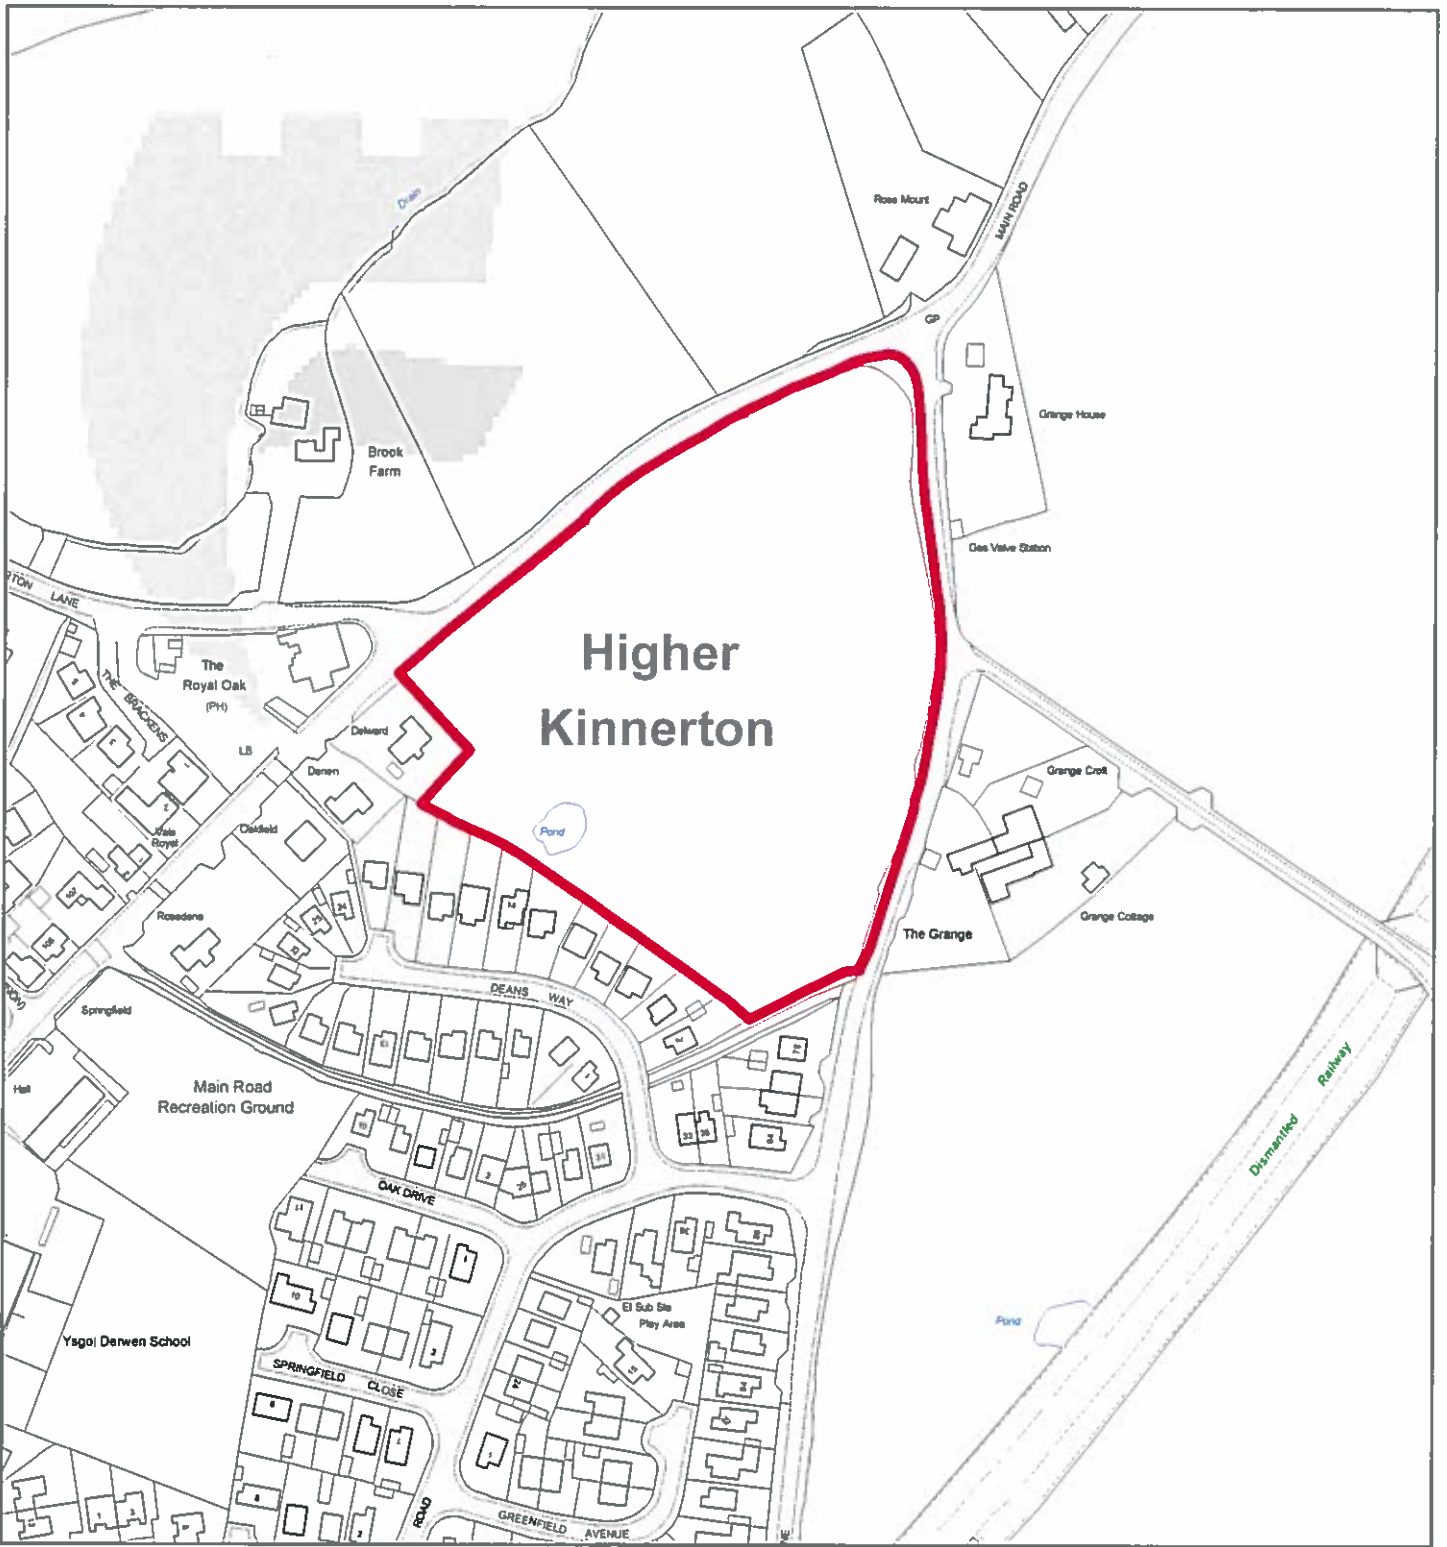 Drain
Rose Mount
MAIN ROAD
GP
Grange House
Brook
Farm
Gas Valve Station
RTON LANE
The
Royal Oak
(PH)
THE BRACKENS
LB
Higher
Kinnerton
Delward
Denen
Oakfield
Vale
Royal
Pond
Grange Croft
Rosedene
Grange Cottage
The Grange
DEANS WAY
Springfield
Hall
Main Road
Recreation Ground
Dismantled Railway
OAK DRIVE
El Sub Sta
Play Area
Pond
Ysgol Derwen School
SPRINGFIELD CLOSE
ROAD
GREENFIELD AVENUE